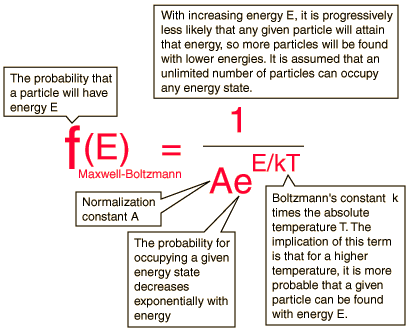 With increasing energy E, it is progressively
less likely that any given particle will attain
that energy, so more particles will be found
with lower energies. It is assumed that an
unlimited number of particles can occupy
any energy state.
The probability that
a particle will have
energy E
f(E) = 1
Ae^E/kT
Maxwell-Boltzmann
Normalization
constant A
The probability for
occupying a given
energy state
decreases
exponentially with
energy
Boltzmann's constant k
times the absolute
temperature T. The
implication of this term
is that for a higher
temperature, it is more
probable that a given
particle can be found
with energy E.